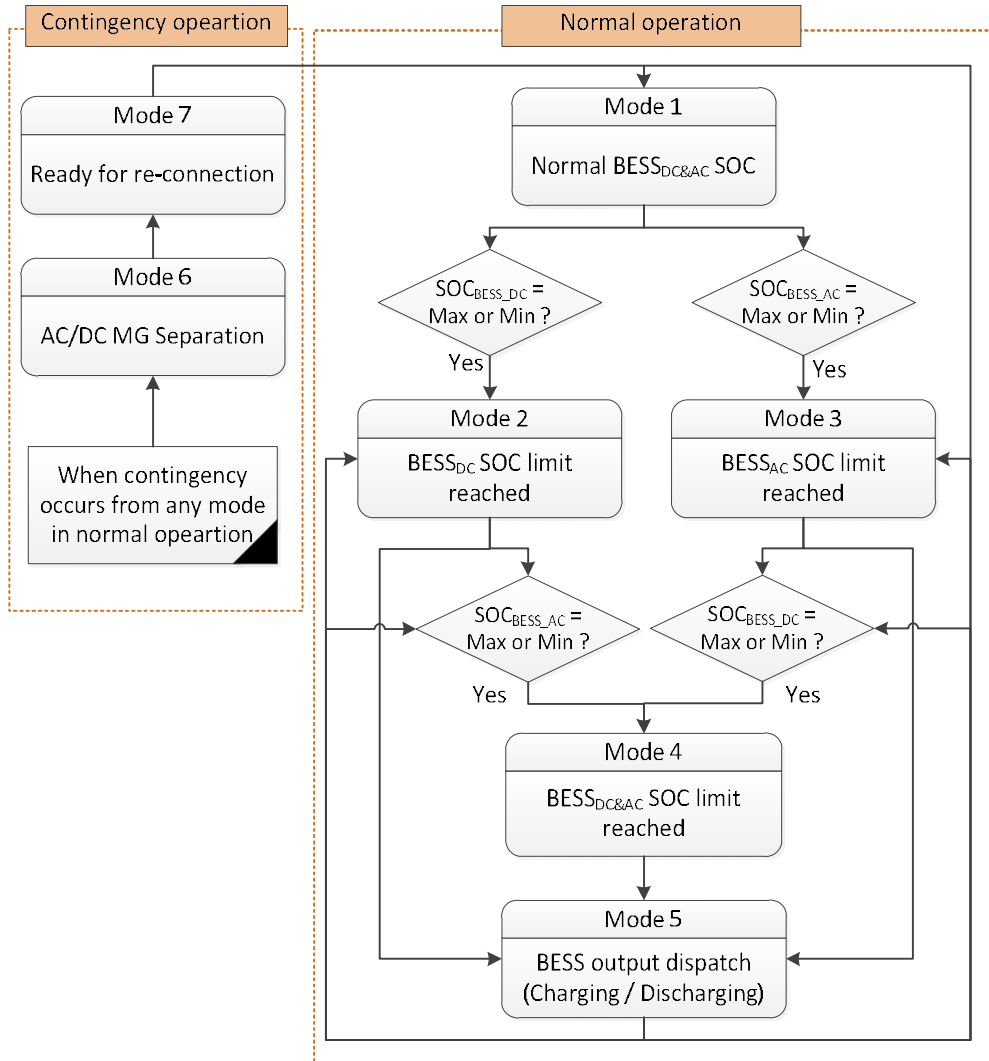 Contingency opeartion
Normal operation
Mode 7
Ready for re-connection
Mode 6
AC/DC MG Separation
When contingency
occurs from any mode
in normal opeartion
Mode 1
Normal BESSDC&AC SOC
SOCBESS_DC =
Max or Min ?
Yes
SOCBESS_AC =
Max or Min ?
Yes
Mode 2
BESSDC SOC limit
reached
Mode 3
BESSAC SOC limit
reached
SOCBESS_AC =
Max or Min ?
Yes
SOCBESS_DC =
Max or Min ?
Yes
Mode 4
BESSDC&AC SOC limit
reached
Mode 5
BESS output dispatch
(Charging / Discharging)